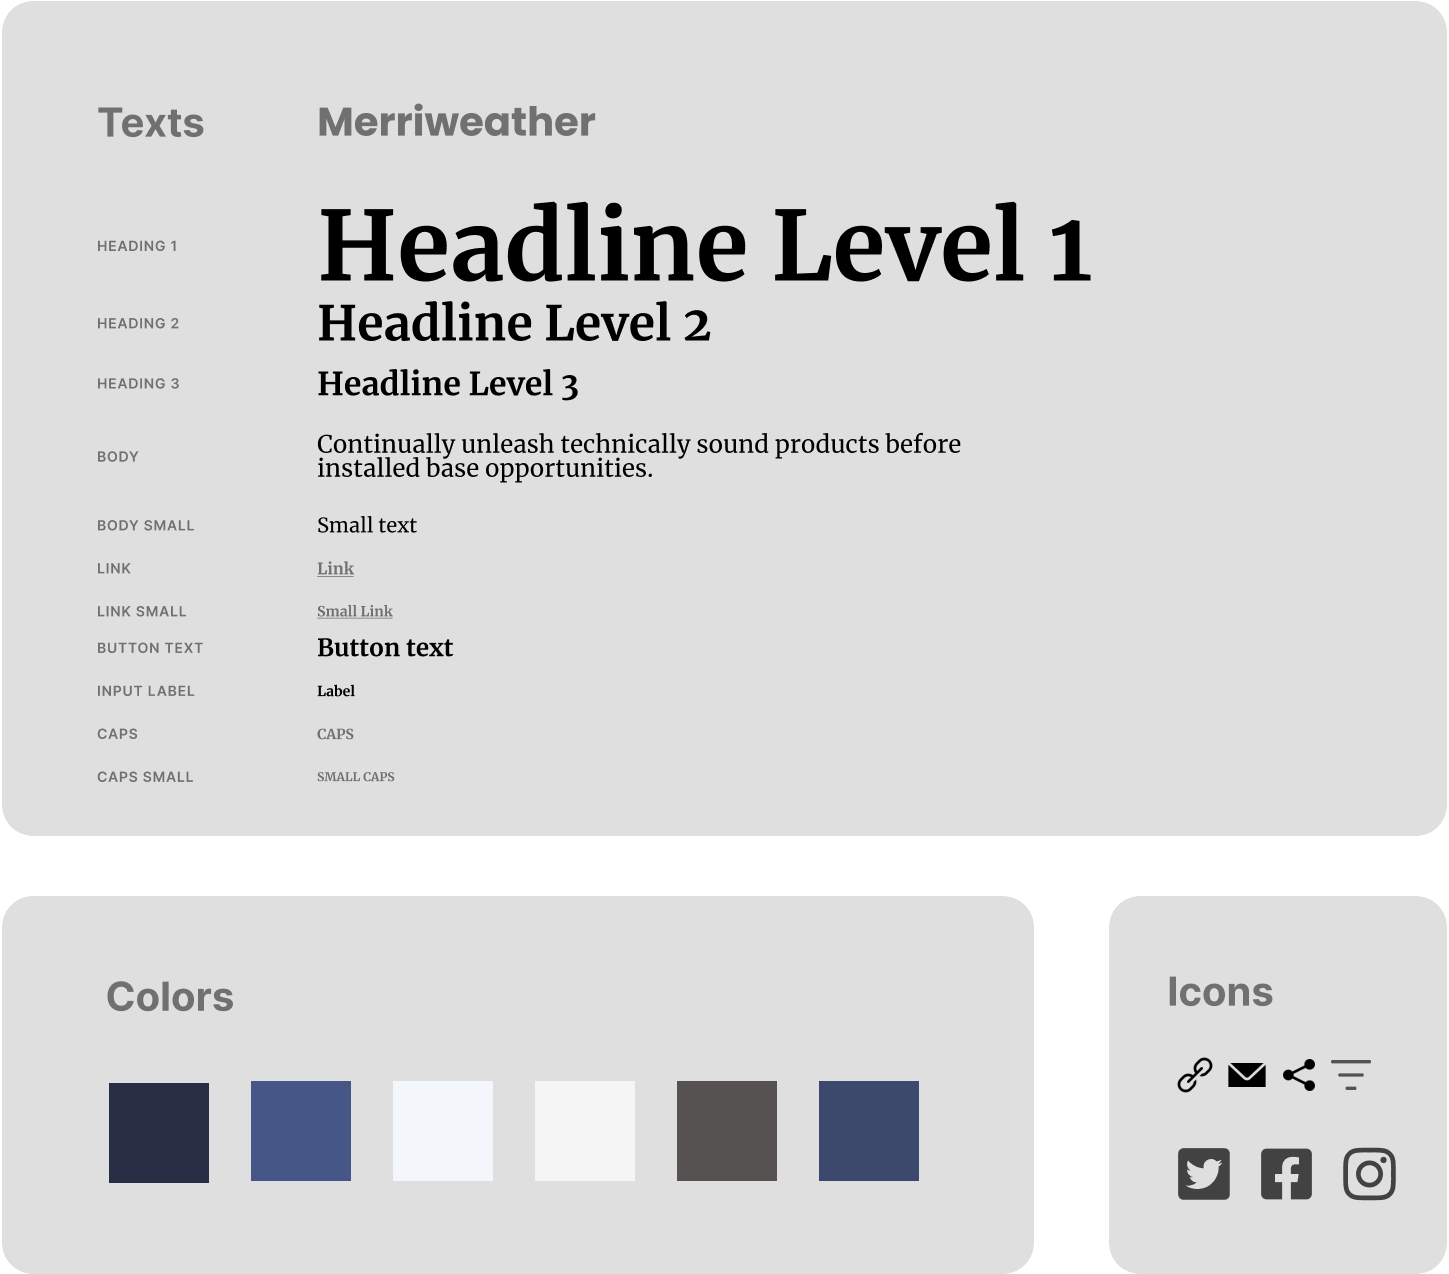 Texts
Merriweather
HEADING 1
Headline Level 1
HEADING 2
Headline Level 2
HEADING 3
Headline Level 3
BODY
Continually unleash technically sound products before
installed base opportunities.
BODY SMALL
Small text
LINK
Link
LINK SMALL
Small Link
BUTTON TEXT
Button text
INPUT LABEL
Label
CAPS
CAPS
CAPS SMALL
SMALL CAPS
Colors
Icons